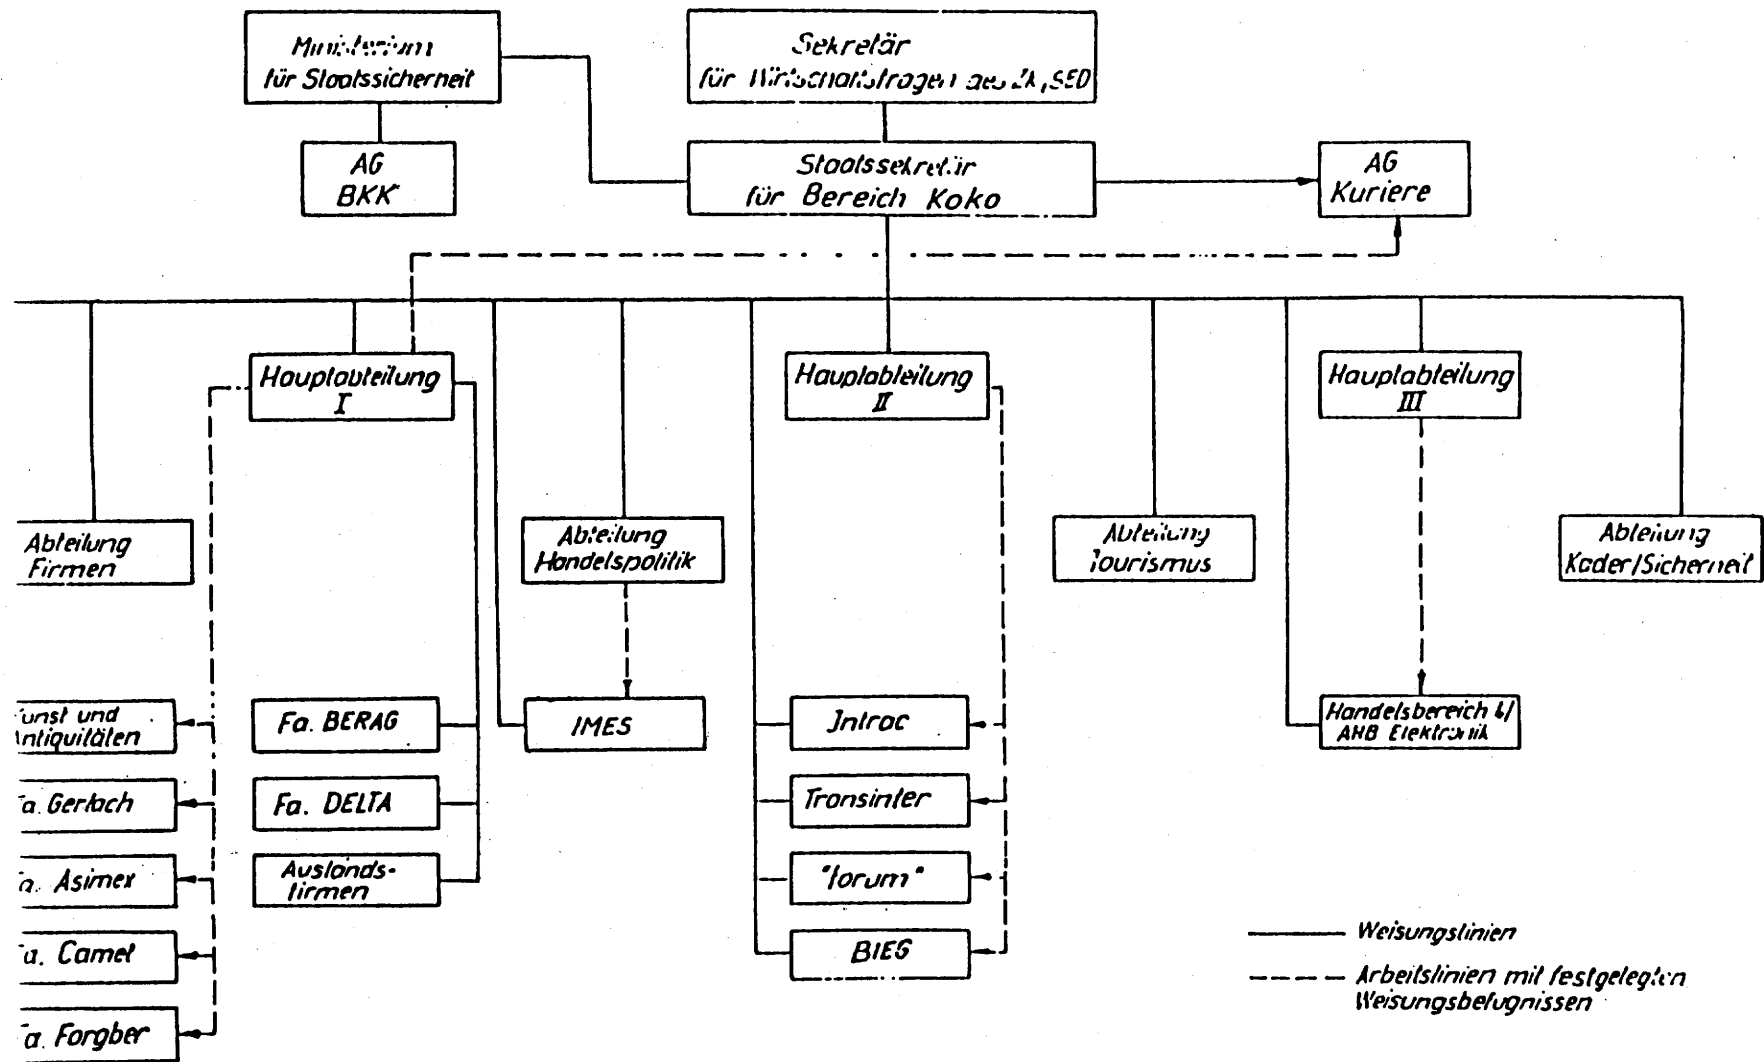 Ministerium
für Staatssicherheit
Sekretär
für Wirtschaftsfragen des ZK, SED
AG
BKK
Staatssekretär
für Bereich Koko
AG
Kuriere
Hauptabteilung
I
Hauptabteilung
II
Hauptabteilung
III
Abteilung
Firmen
Abteilung
Handelspolitik
Abteilung
Tourismus
Abteilung
Kader/Sicherheit
unst und
Antiquitäten
Fa. BERAG
IMES
Intrac
Handelsbereich 4/
AHB Elektronik
Fa. Gerlach
Fa. DELTA
Transinter
Fa. Asimex
Auslands-
firmen
"forum"
Fa. Camet
BIEG
Fa. Forgber
Weisungslinien
Arbeitslinien mit festgelegten
Weisungsbefugnissen